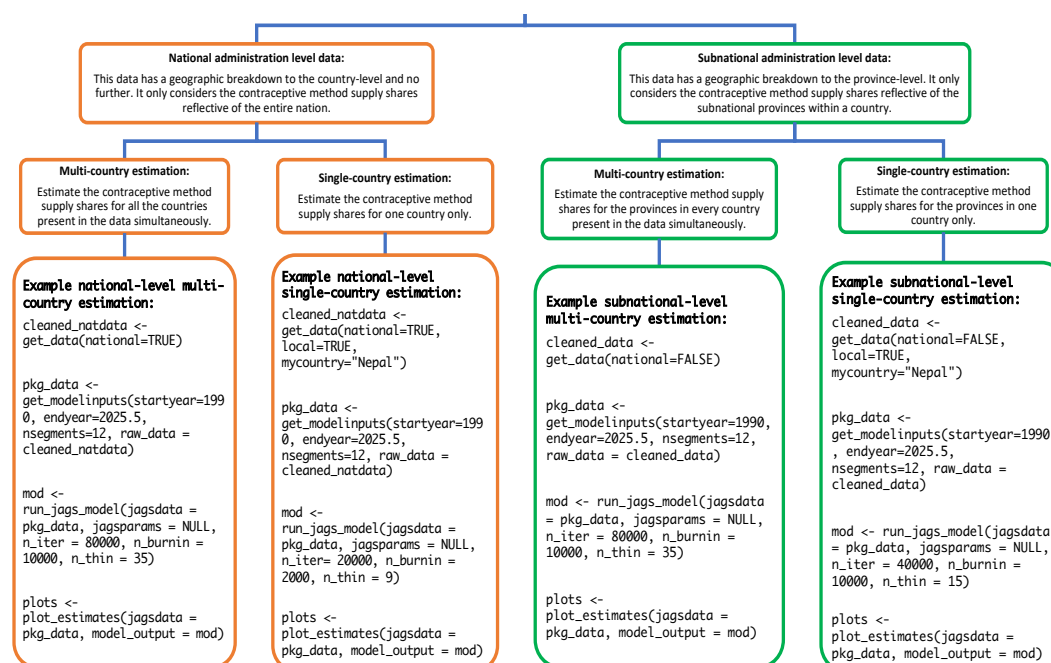 National administration level data:
This data has a geographic breakdown to the country-level and no
further. It only considers the contraceptive method supply shares
reflective of the entire nation.
Subnational administration level data:
This data has a geographic breakdown to the province-level. It only
considers the contraceptive method supply shares reflective of the
subnational provinces within a country.
Multi-country estimation:
Estimate the contraceptive method
supply shares for all the countries
present in the data simultaneously.
Single-country estimation:
Estimate the contraceptive method
supply shares for one country only.
Multi-country estimation:
Estimate the contraceptive method supply
shares for the provinces in every country
present in the data simultaneously.
Single-country estimation:
Estimate the contraceptive method
supply shares for the provinces in one
country only.
Example national-level multi-
country estimation:
cleaned_natdata <-
get_data(national=TRUE)
pkg_data <-
get_modelinputs(startyear=199
0, endyear=2025.5,
nsegments=12, raw_data =
cleaned_natdata)
mod <-
run_jags_model(jagsdata =
pkg_data, jagsparams = NULL,
n_iter = 80000, n_burnin =
10000, n_thin = 35)
plots <-
plot_estimates(jagsdata =
pkg_data, model_output = mod)
Example national-level
single-country estimation:
cleaned_natdata <-
get_data(national=TRUE,
local=TRUE,
mycountry="Nepal")
pkg_data <-
get_modelinputs(startyear=199
0, endyear=2025.5,
nsegments=12, raw_data =
cleaned_natdata)
mod <-
run_jags_model(jagsdata =
pkg_data, jagsparams = NULL,
n_iter= 20000, n_burnin =
2000, n_thin = 9)
plots <-
plot_estimates(jagsdata =
pkg_data, model_output = mod)
Example subnational-level
multi-country estimation:
cleaned_data <-
get_data(national=FALSE)
pkg_data <-
get_modelinputs(startyear=1990,
endyear=2025.5, nsegments=12,
raw_data = cleaned_data)
mod <- run_jags_model(jagsdata
= pkg_data, jagsparams = NULL,
n_iter = 80000, n_burnin =
10000, n_thin = 35)
plots <-
plot_estimates(jagsdata =
pkg_data, model_output = mod)
Example subnational-level
single-country estimation:
cleaned_data <-
get_data(national=FALSE,
local=TRUE,
mycountry="Nepal")
pkg_data <-
get_modelinputs(startyear=1990
, endyear=2025.5,
nsegments=12, raw_data =
cleaned_data)
mod <- run_jags_model(jagsdata
= pkg_data, jagsparams = NULL,
n_iter = 40000, n_burnin =
10000, n_thin = 15)
plots <-
plot_estimates(jagsdata =
pkg_data, model_output = mod)